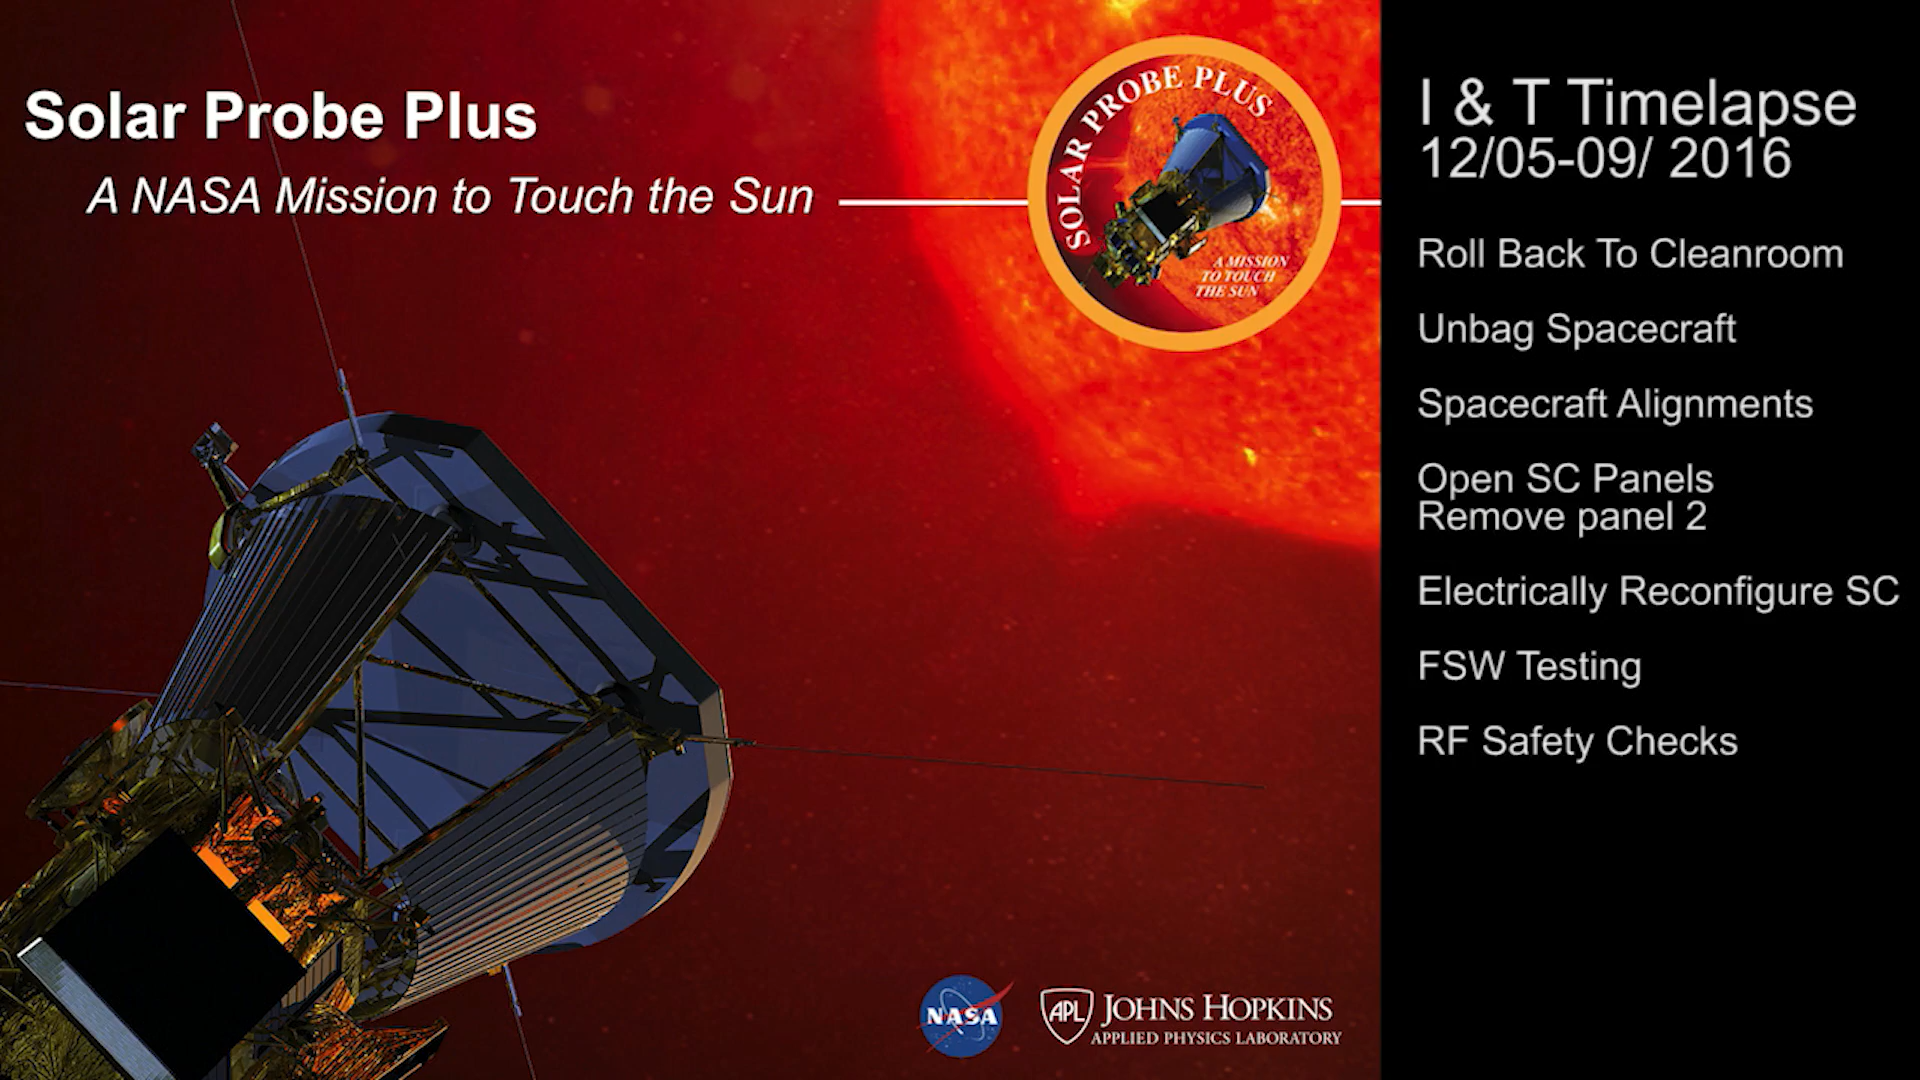 Solar Probe Plus
A NASA Mission to Touch the Sun
SOLAR PROBE PLUS
A MISSION
TO TOUCH
THE SUN
NASA
APL JOHNS HOPKINS
APPLIED PHYSICS LABORATORY
I & T Timelapse
12/05-09/ 2016
Roll Back To Cleanroom
Unbag Spacecraft
Spacecraft Alignments
Open SC Panels
Remove panel 2
Electrically Reconfigure SC
FSW Testing
RF Safety Checks